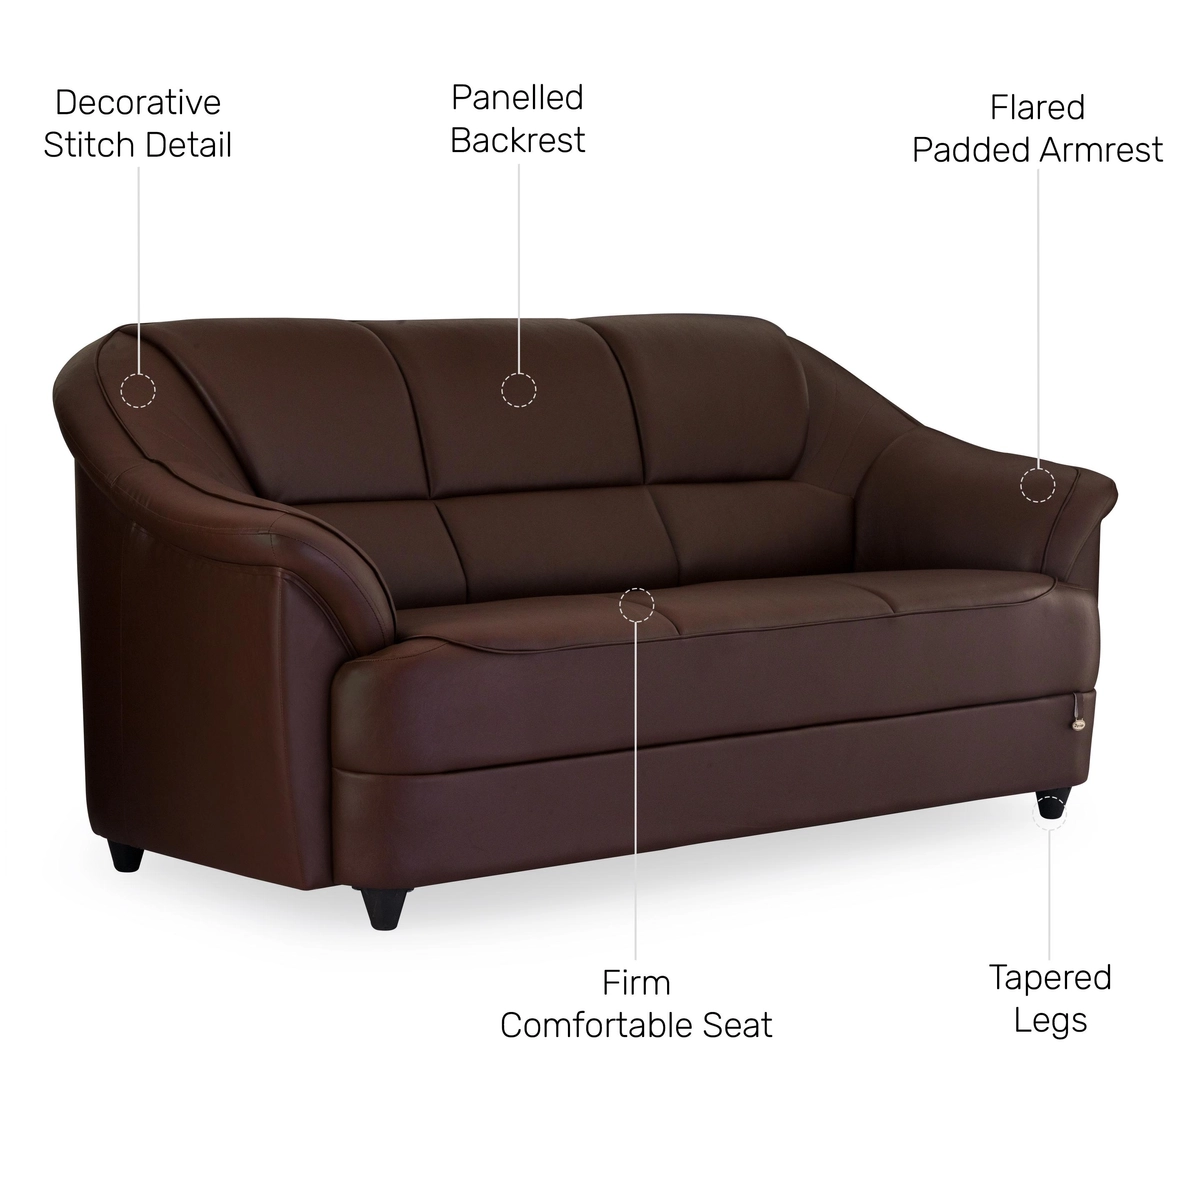 Decorative
Stitch Detail
Panelled
Backrest
Flared
Padded Armrest
Firm
Comfortable Seat
Tapered
Legs